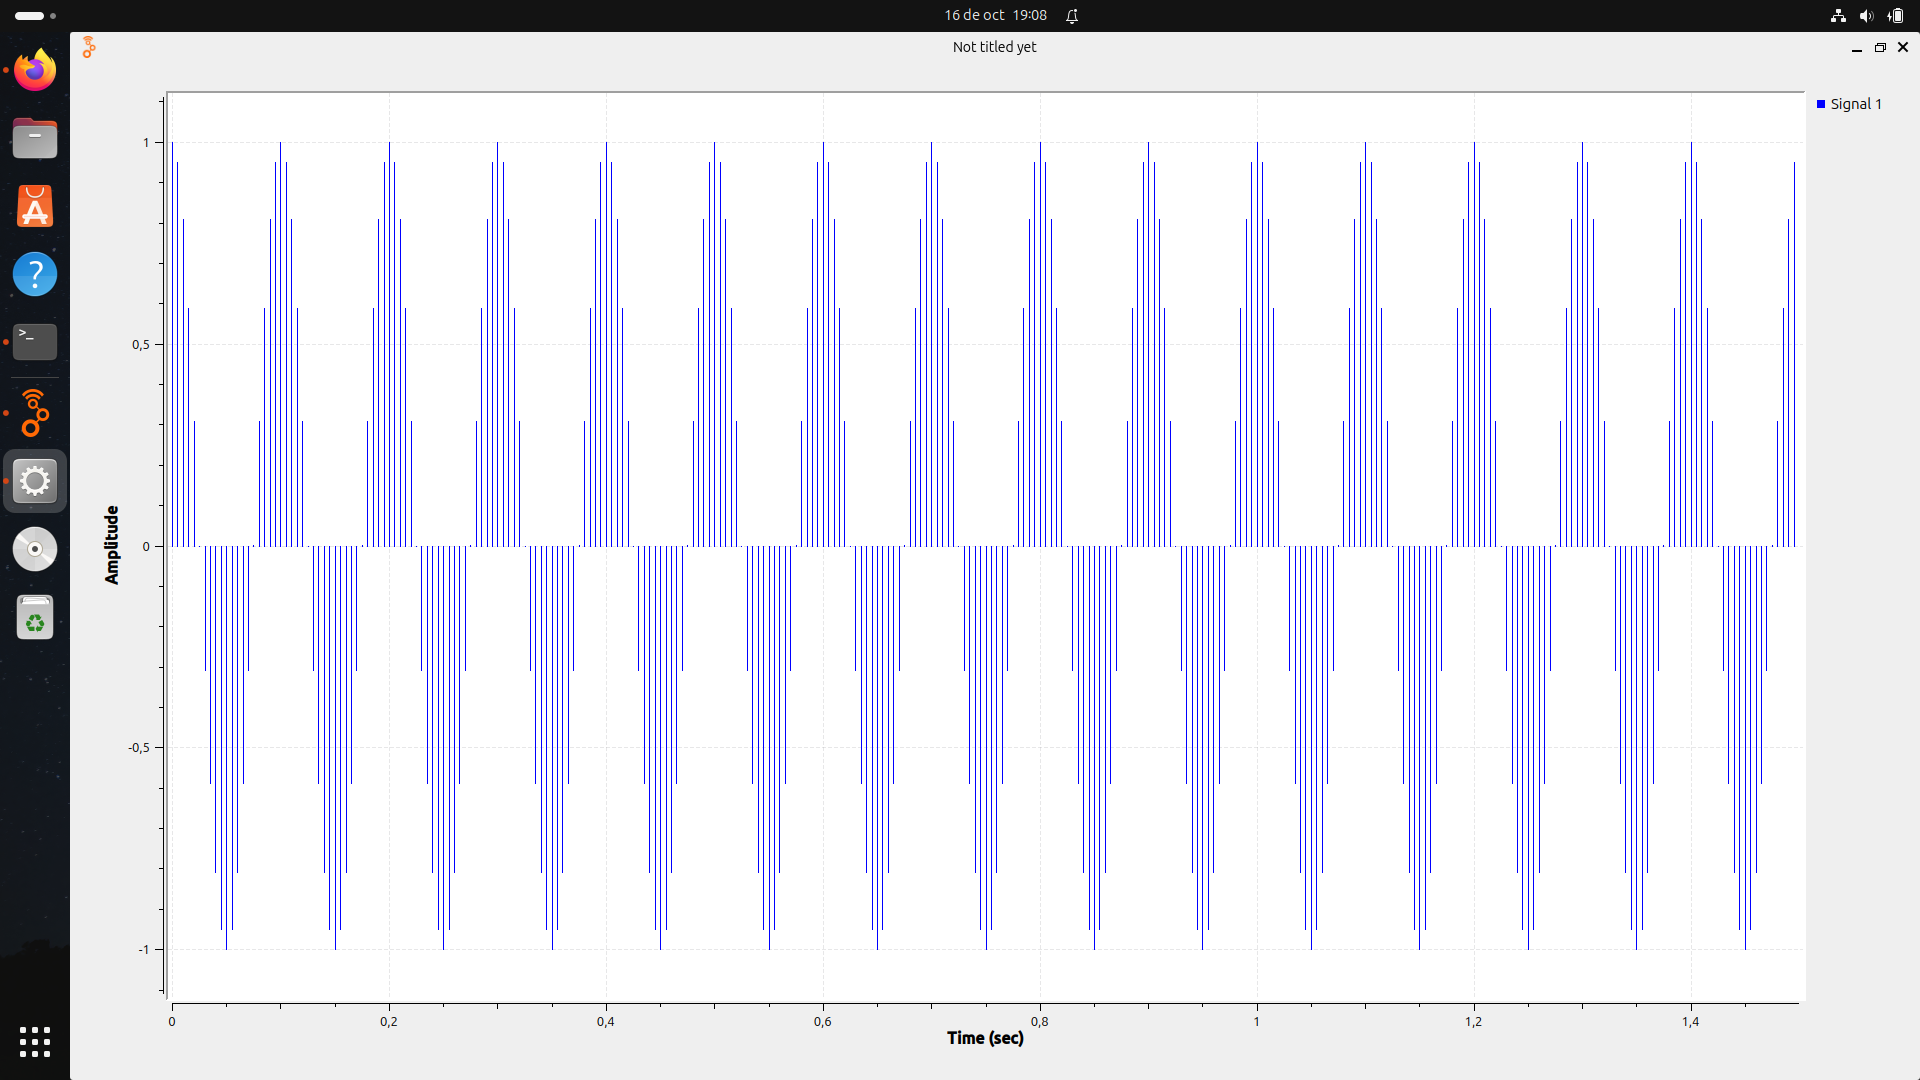 16 de oct 19:08
Not titled yet
Signal 1
1
0,5
0
-0,5
-1
Amplitude
0
0,2
0,4
0,6
0,8
1
1,2
1,4
Time (sec)